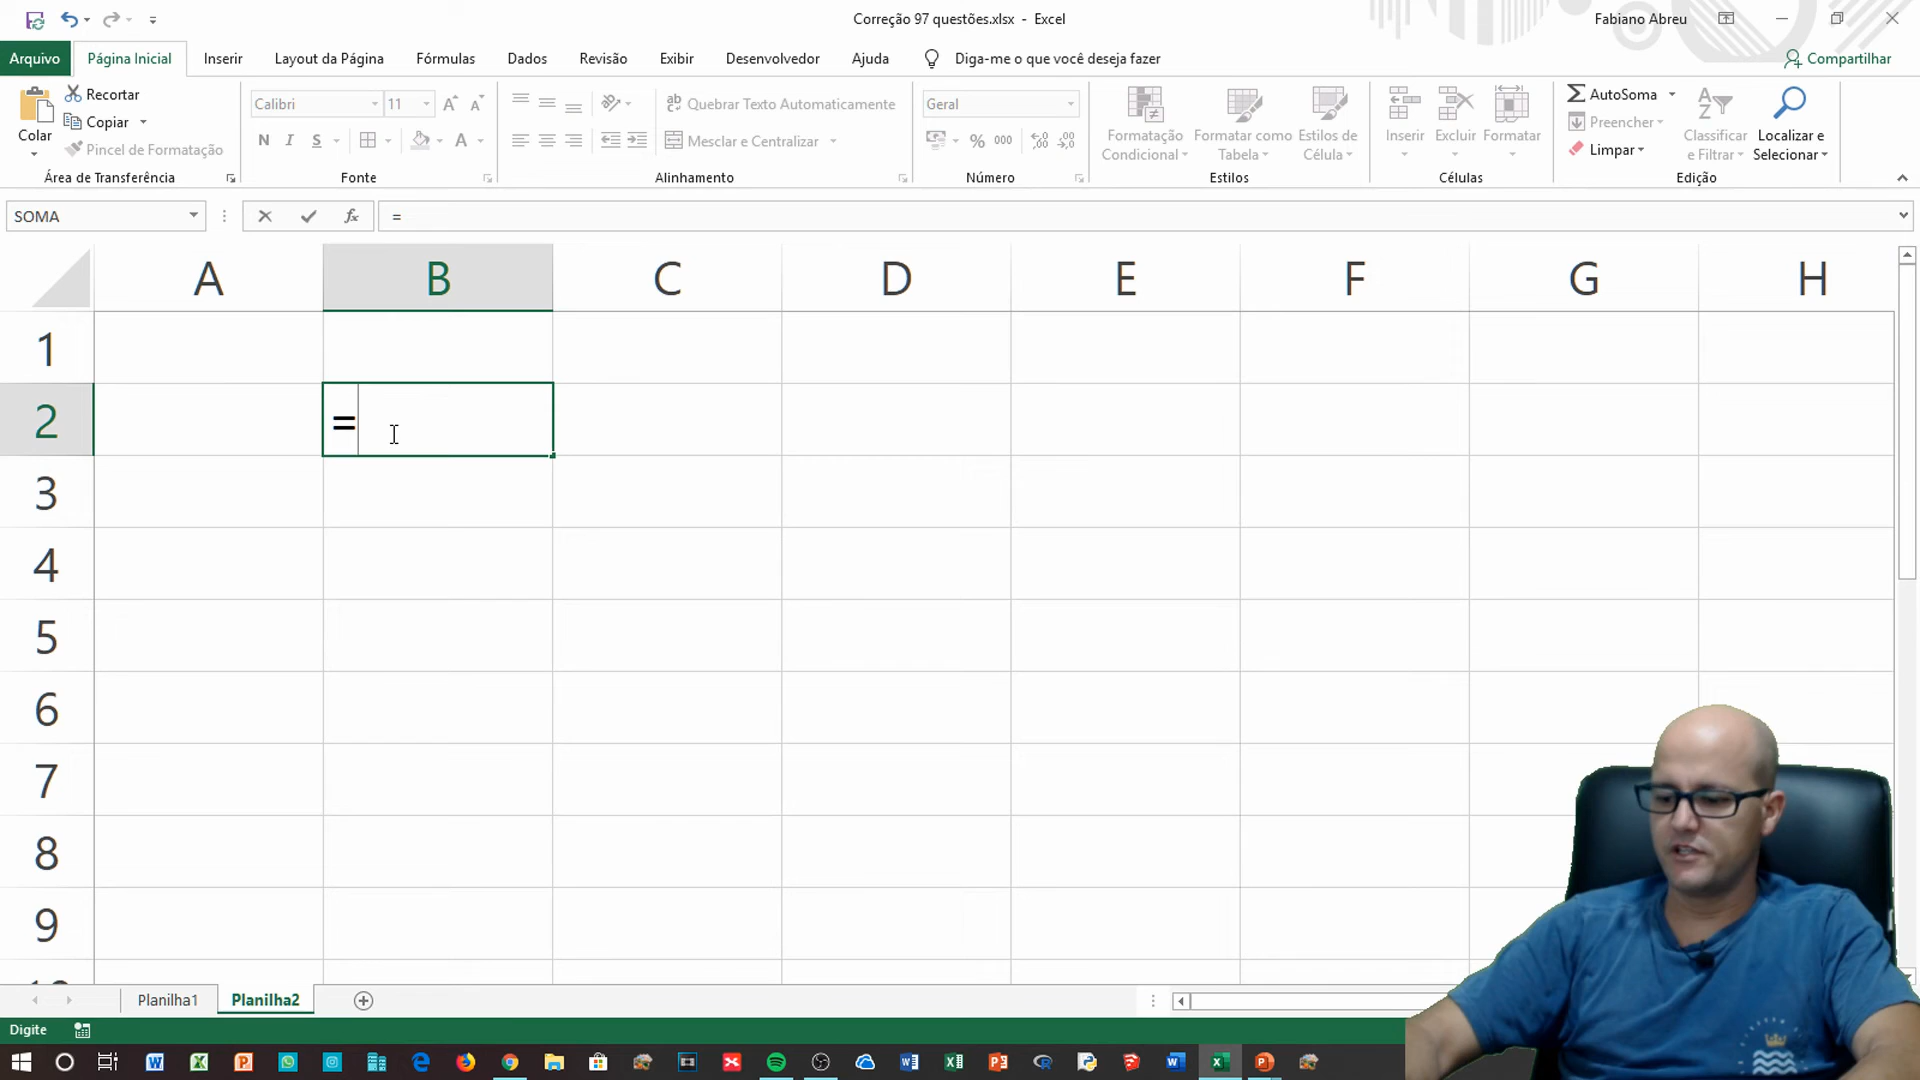 Correção 97 questões.xlsx - Excel
Fabiano Abreu
Arquivo Página Inicial Inserir Layout da Página Fórmulas Dados Revisão Exibir Desenvolvedor Ajuda Diga-me o que você deseja fazer Compartilhar
Colar
Recortar
Copiar
Pincel de Formatação
Área de Transferência
Calibri 11
N I S A
Fonte
ab Quebrar Texto Automaticamente
Mesclar e Centralizar
Alinhamento
Geral
% 000
Número
Formatação Condicional
Formatar como Tabela
Estilos de Célula
Estilos
Inserir
Excluir
Formatar
Células
AutoSoma
Preencher
Limpar
Classificar e Filtrar
Localizar e Selecionar
Edição
SOMA fx =
A B C D E F G H
1
2 =
3
4
5
6
7
8
9
Planilha1 Planilha2
Digite